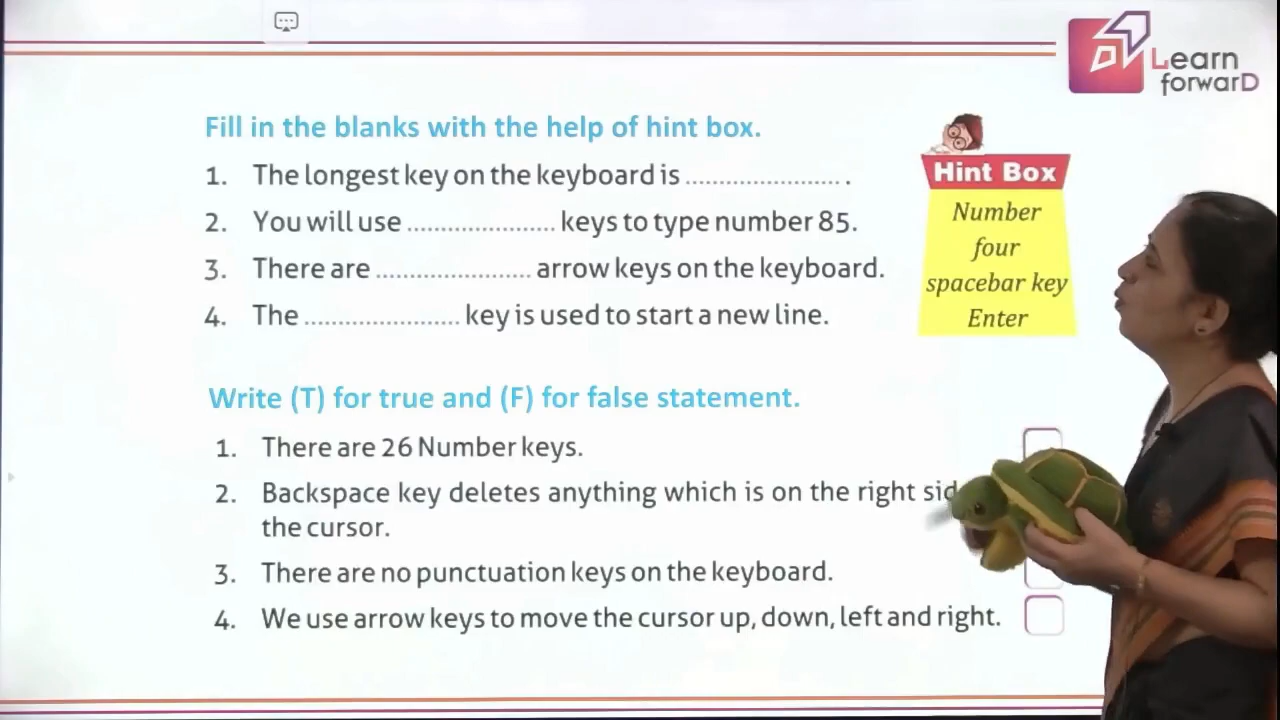 Learn
forwarD
Fill in the blanks with the help of hint box.
1. The longest key on the keyboard is ...................... .
2. You will use ..................... keys to type number 85.
3. There are ...................... arrow keys on the keyboard.
4. The ...................... key is used to start a new line.
Hint Box
Number
four
spacebar key
Enter
Write (T) for true and (F) for false statement.
1. There are 26 Number keys.
2. Backspace key deletes anything which is on the right
the cursor.
3. There are no punctuation keys on the keyboard.
4. We use arrow keys to move the cursor up, down, left and right.